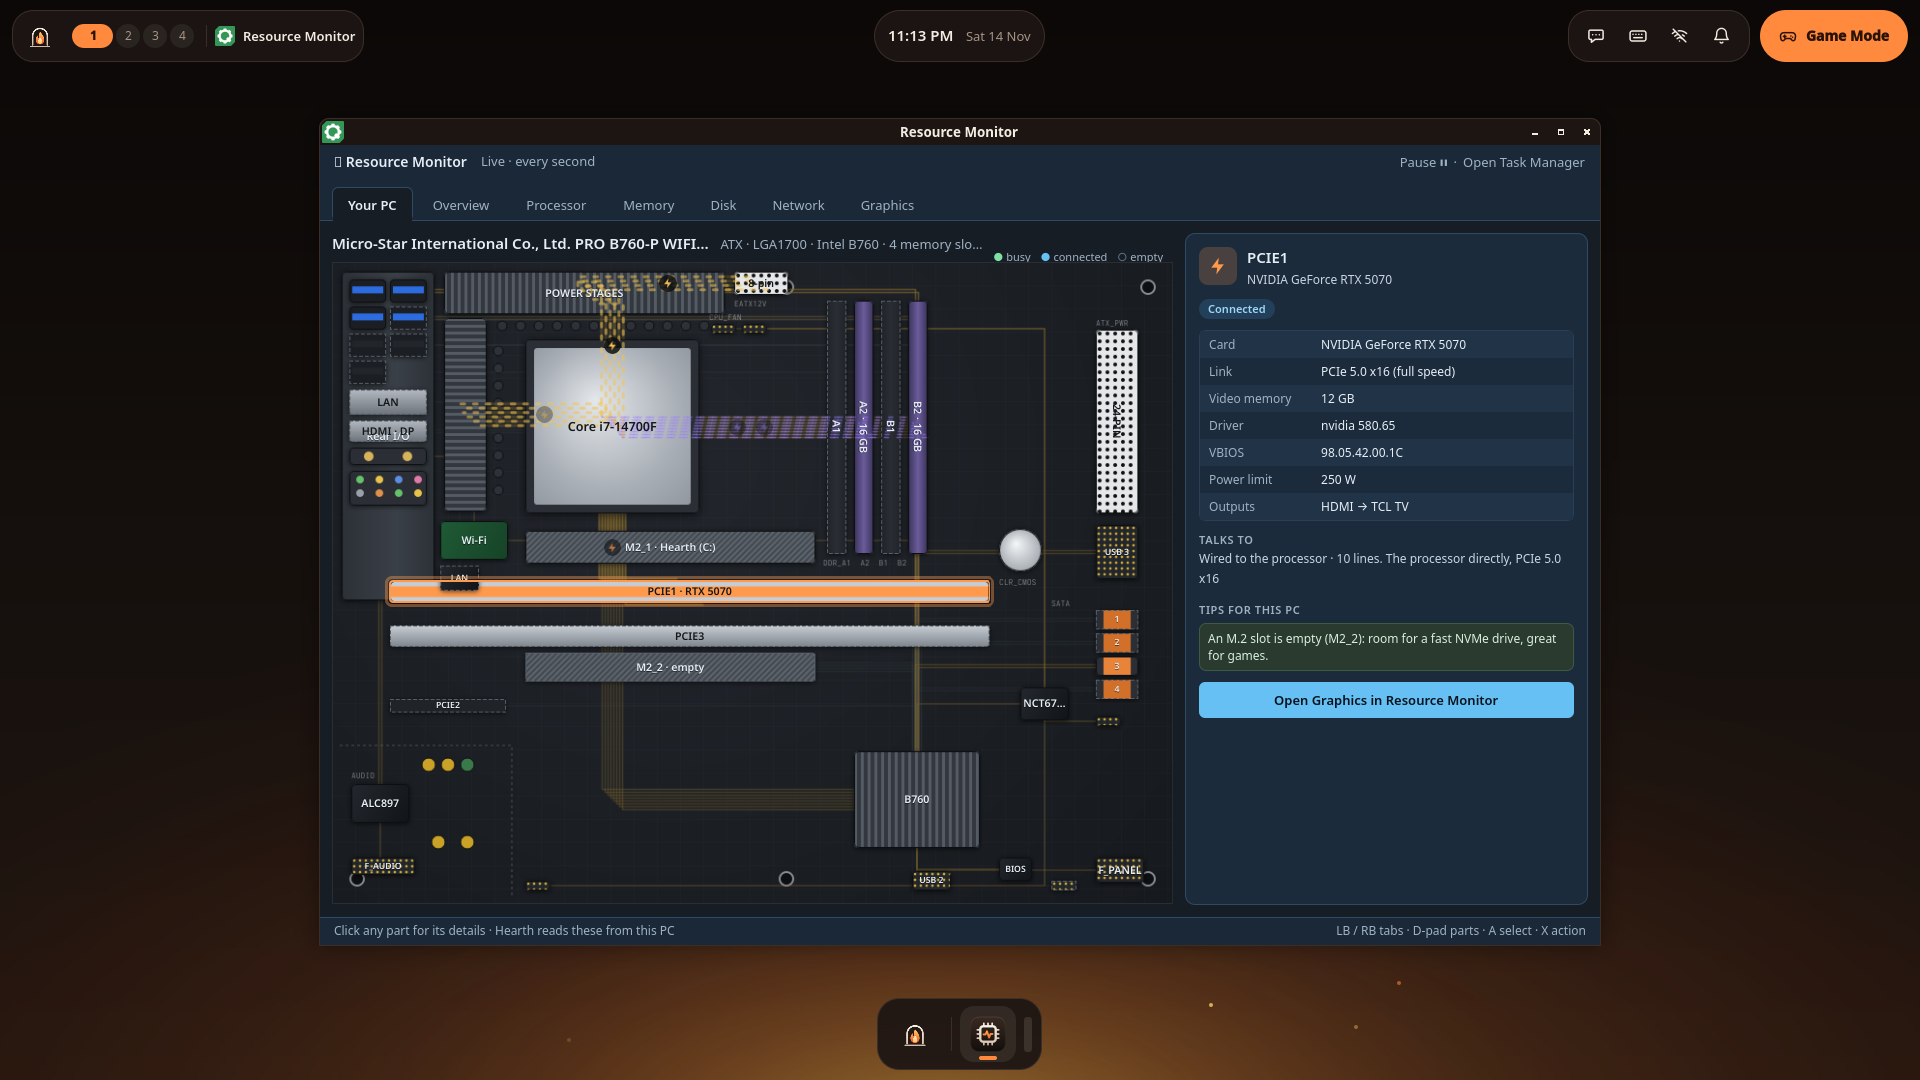 1 2 3 4 Resource Monitor
11:13 PM Sat 14 Nov
Game Mode
Resource Monitor
Resource Monitor Live · every second
Pause · Open Task Manager
Your PC Overview Processor Memory Disk Network Graphics
Micro-Star International Co., Ltd. PRO B760-P WIFI... ATX · LGA1700 · Intel B760 · 4 memory slo...
busy connected empty
POWER STAGES
8-pin
EATX12V
CPU_FAN
ATX_PWR
LAN
HDMI · DP
Rear I/O
Core i7-14700F
A1
A2 · 16 GB
B1
B2 · 16 GB
24-PIN
Wi-Fi
M2_1 · Hearth (C:)
USB 3
DDR_A1 A2 B1 B2
LAN
CLR_CMOS
PCIE1 · RTX 5070
SATA
1
2
3
4
PCIE3
M2_2 · empty
PCIE2
NCT67...
AUDIO
ALC897
B760
F-AUDIO
USB 2
BIOS
F_PANEL
PCIE1
NVIDIA GeForce RTX 5070
Connected
Card NVIDIA GeForce RTX 5070
Link PCIe 5.0 x16 (full speed)
Video memory 12 GB
Driver nvidia 580.65
VBIOS 98.05.42.00.1C
Power limit 250 W
Outputs HDMI → TCL TV
TALKS TO
Wired to the processor · 10 lines. The processor directly, PCIe 5.0
x16
TIPS FOR THIS PC
An M.2 slot is empty (M2_2): room for a fast NVMe drive, great
for games.
Open Graphics in Resource Monitor
Click any part for its details · Hearth reads these from this PC
LB / RB tabs · D-pad parts · A select · X action